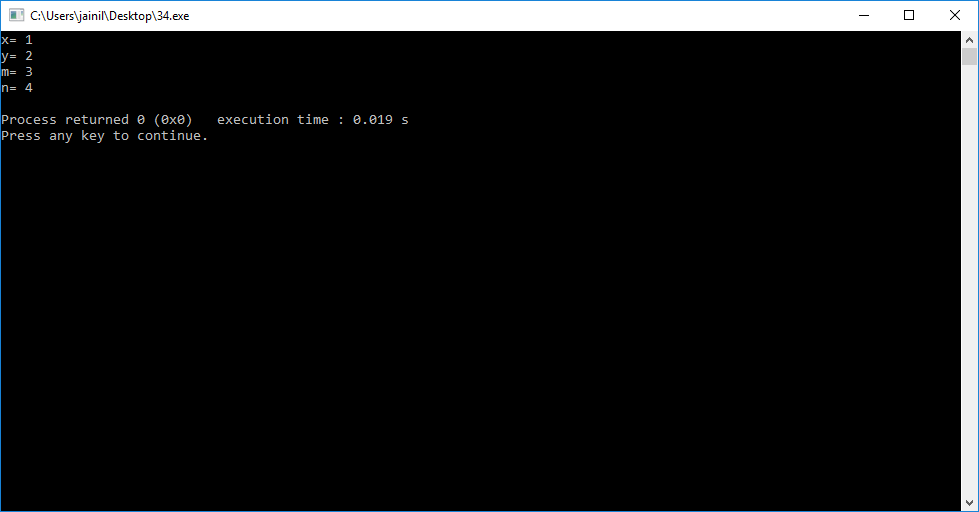 C:\Users\jainil\Desktop\34.exe
x= 1
y= 2
m= 3
n= 4
Process returned 0 (0x0)   execution time : 0.019 s
Press any key to continue.